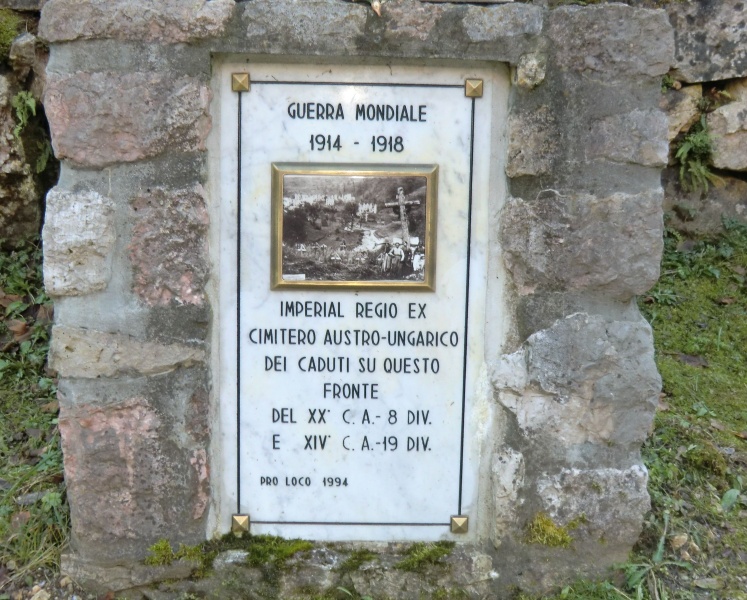 GUERRA MONDIALE
1914 - 1918
IMPERIAL REGIO EX
CIMITERO AUSTRO-UNGARICO
DEI CADUTI SU QUESTO
FRONTE
DEL XX° C.A.- 8 DIV.
E XIV° C.A.-19 DIV.
PRO LOCO 1994